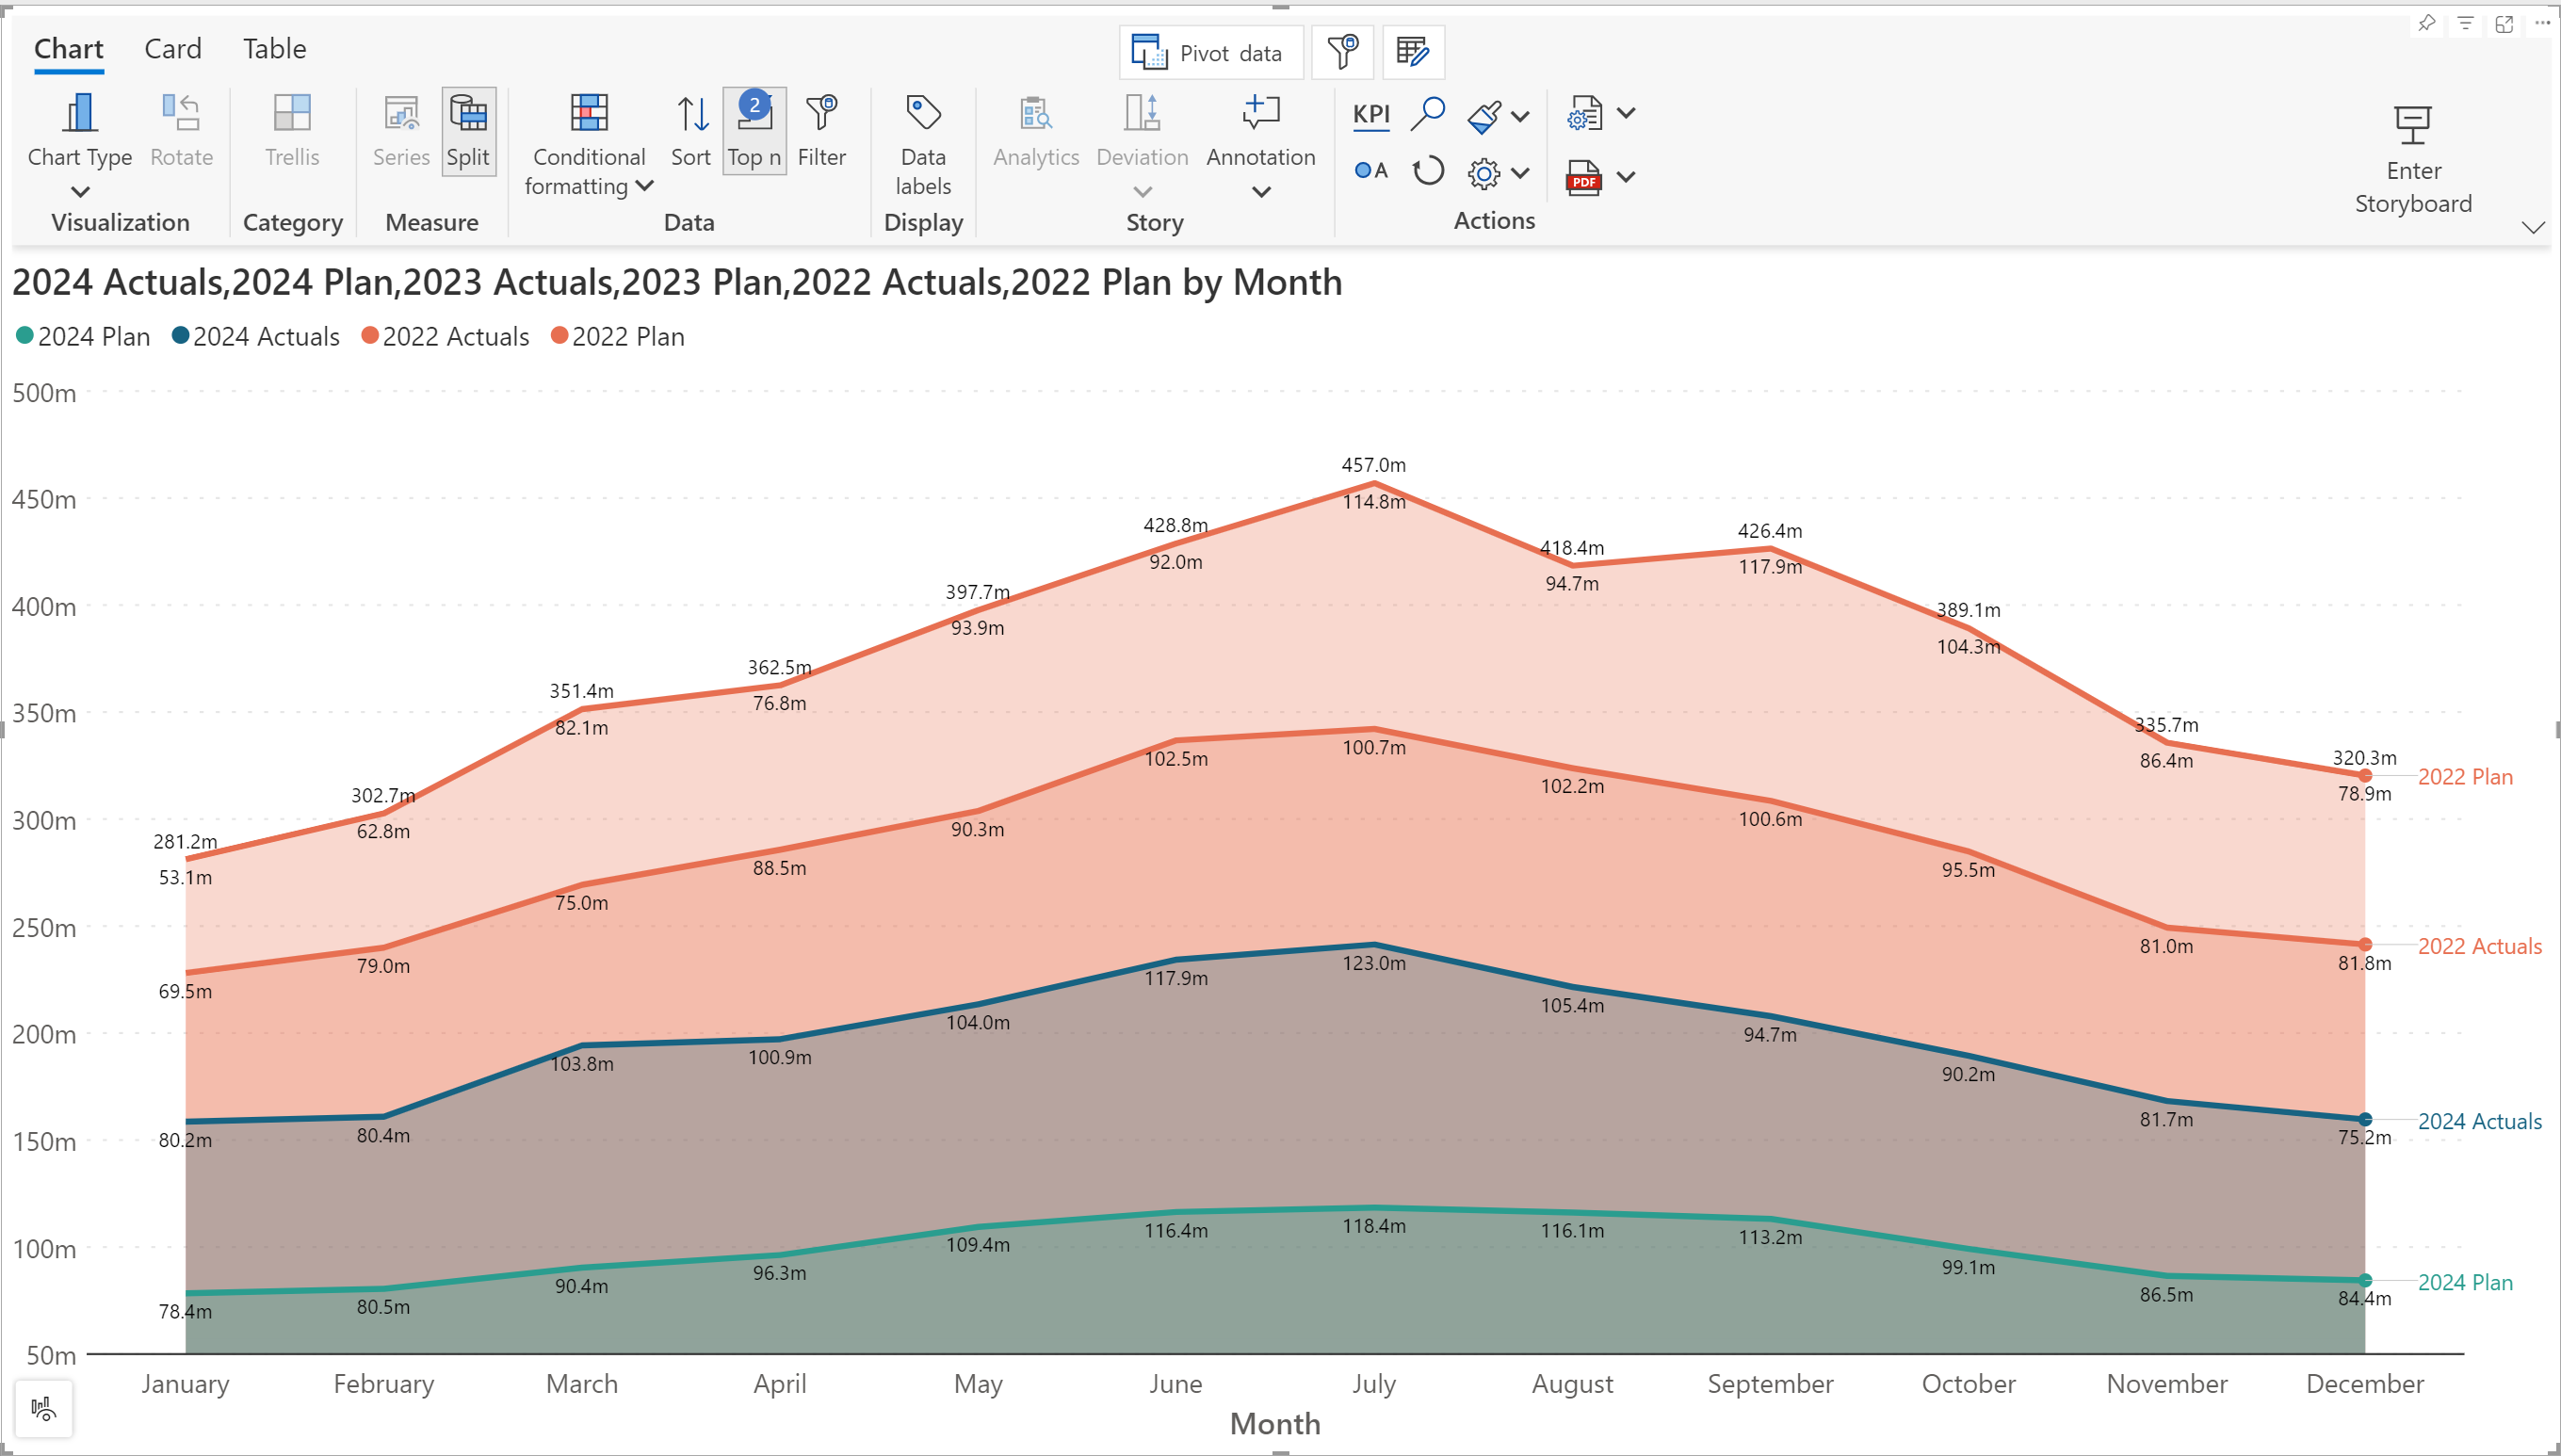 Chart Card Table
Pivot data
Chart Type Rotate Trellis Series Split Conditional formatting Sort 2 Top n Filter Data labels Analytics Deviation Annotation KPI A PDF Enter Storyboard
Visualization Category Measure Data Display Story Actions
2024 Actuals,2024 Plan,2023 Actuals,2023 Plan,2022 Actuals,2022 Plan by Month
2024 Plan 2024 Actuals 2022 Actuals 2022 Plan
500m
450m
400m
350m
300m
250m
200m
150m
100m
50m
281.2m 302.7m 351.4m 362.5m 397.7m 428.8m 457.0m 418.4m 426.4m 389.1m 335.7m 320.3m
53.1m 62.8m 82.1m 76.8m 93.9m 92.0m 114.8m 94.7m 117.9m 104.3m 86.4m 78.9m
2022 Plan
69.5m 79.0m 75.0m 88.5m 90.3m 102.5m 100.7m 102.2m 100.6m 95.5m 81.0m 81.8m
2022 Actuals
80.2m 80.4m 103.8m 100.9m 104.0m 117.9m 123.0m 105.4m 94.7m 90.2m 81.7m 75.2m
2024 Actuals
78.4m 80.5m 90.4m 96.3m 109.4m 116.4m 118.4m 116.1m 113.2m 99.1m 86.5m 84.4m
2024 Plan
January February March April May June July August September October November December
Month